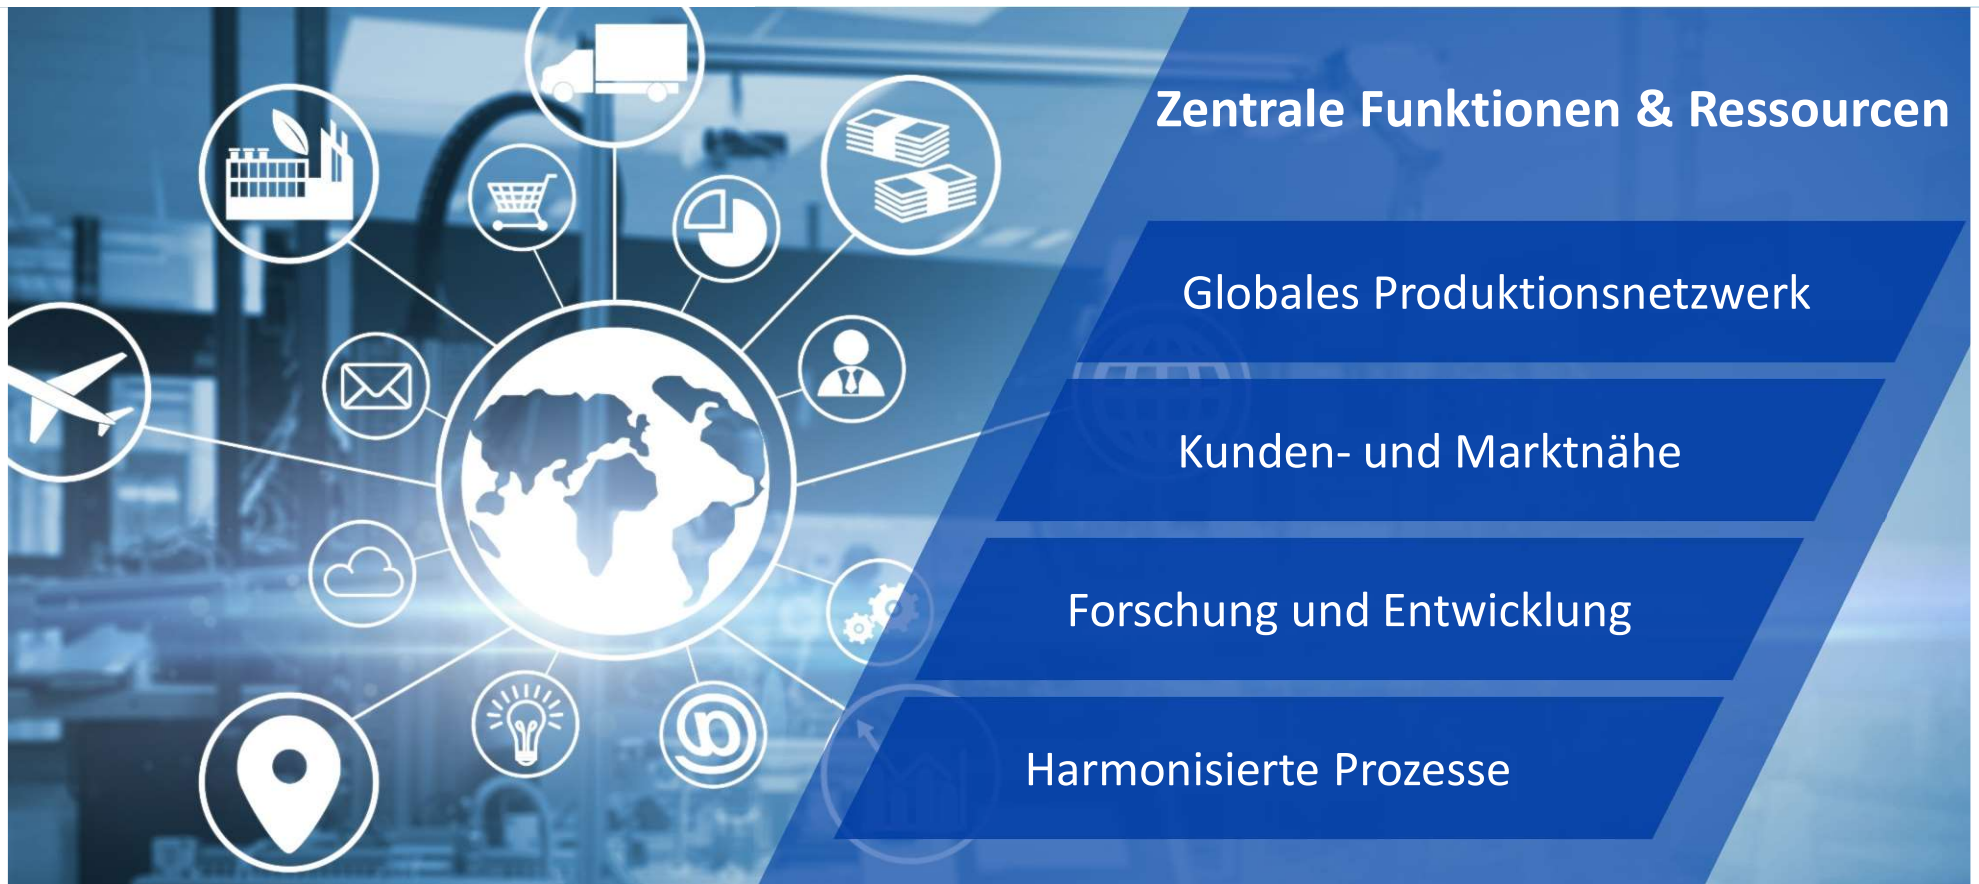 Zentrale Funktionen & Ressourcen
Globales Produktionsnetzwerk
Kunden- und Marktnähe
Forschung und Entwicklung
Harmonisierte Prozesse